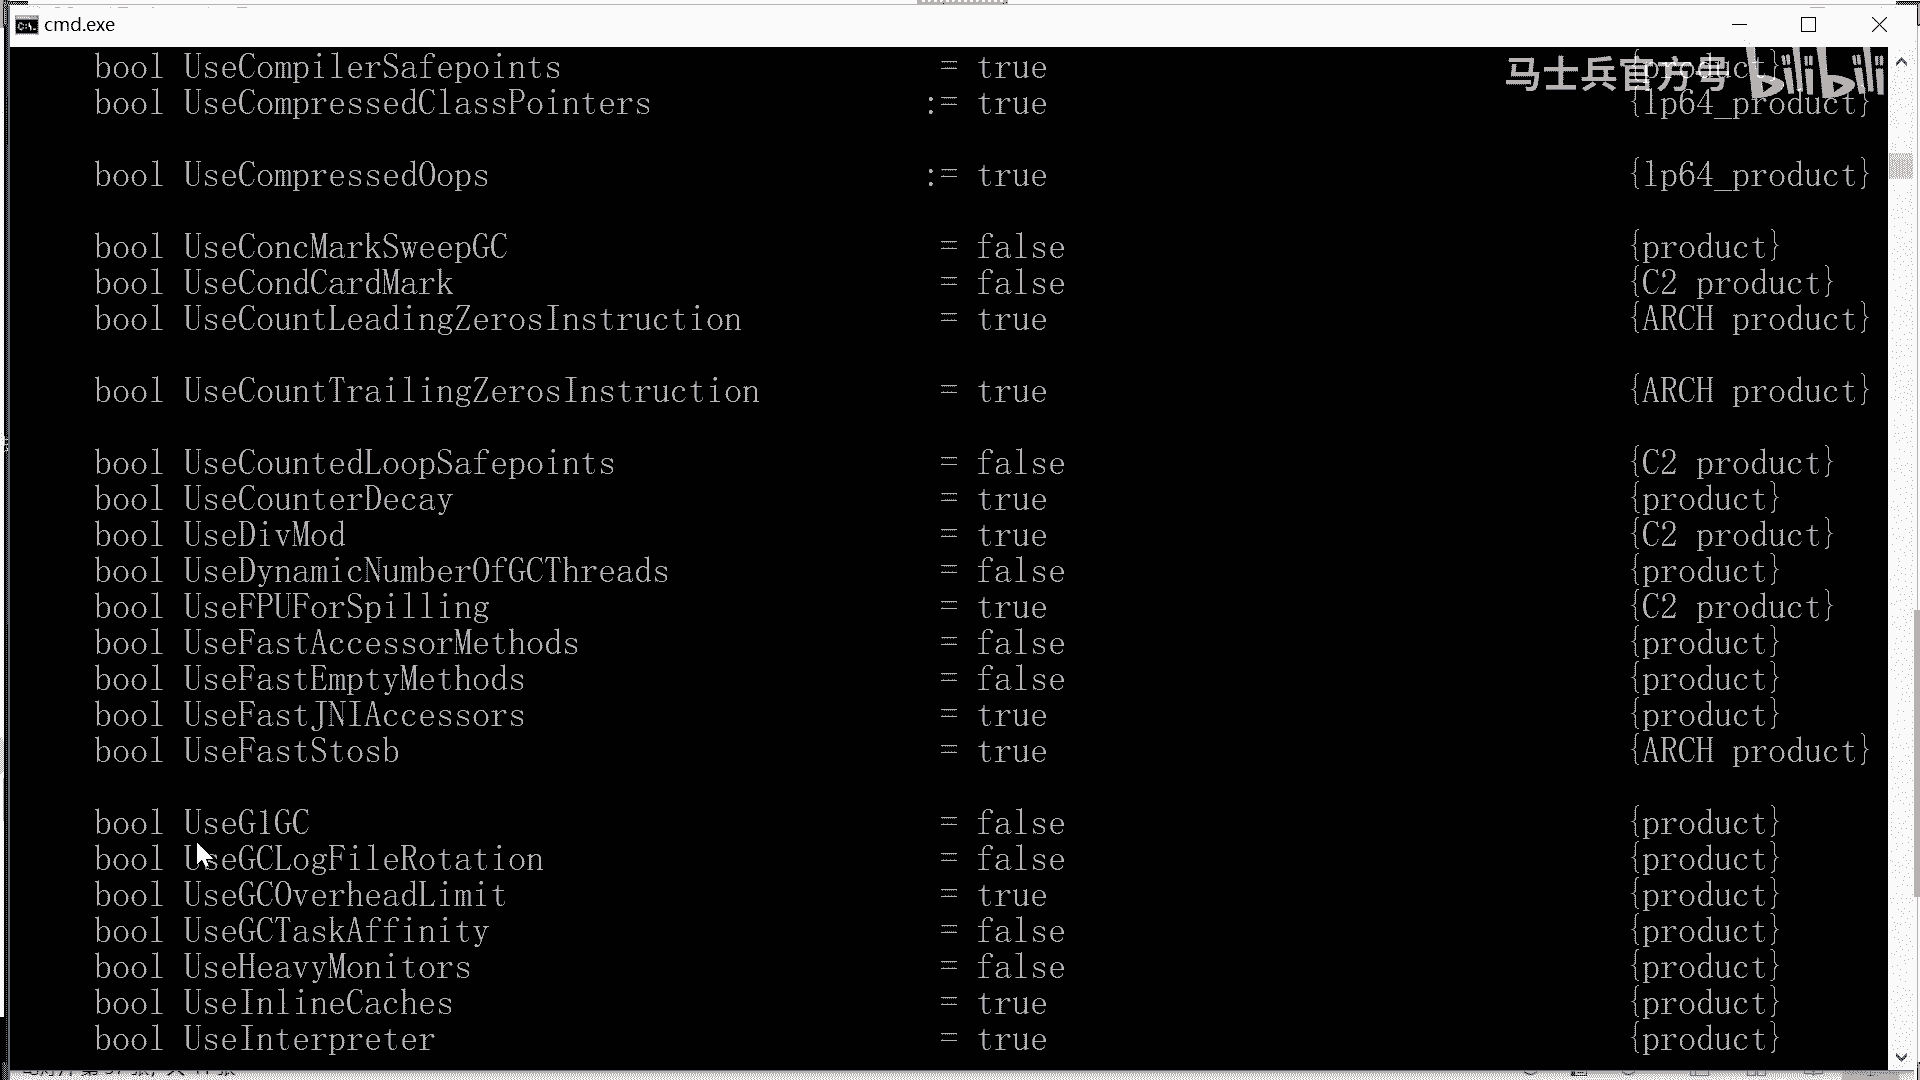 cmd.exe
马士兵官方号 bilibili
bool UseCompilerSafepoints = true {product}
bool UseCompressedClassPointers := true {lp64_product}
bool UseCompressedOops := true {lp64_product}
bool UseConcMarkSweepGC = false {product}
bool UseCondCardMark = false {C2 product}
bool UseCountLeadingZerosInstruction = true {ARCH product}
bool UseCountTrailingZerosInstruction = true {ARCH product}
bool UseCountedLoopSafepoints = false {C2 product}
bool UseCounterDecay = true {product}
bool UseDivMod = true {C2 product}
bool UseDynamicNumberOfGCThreads = false {product}
bool UseFPUForSpilling = true {C2 product}
bool UseFastAccessorMethods = false {product}
bool UseFastEmptyMethods = false {product}
bool UseFastJNIAccessors = true {product}
bool UseFastStosb = true {ARCH product}
bool UseG1GC = false {product}
bool UseGCLogFileRotation = false {product}
bool UseGCOverheadLimit = true {product}
bool UseGCTaskAffinity = false {product}
bool UseHeavyMonitors = false {product}
bool UseInlineCaches = true {product}
bool UseInterpreter = true {product}